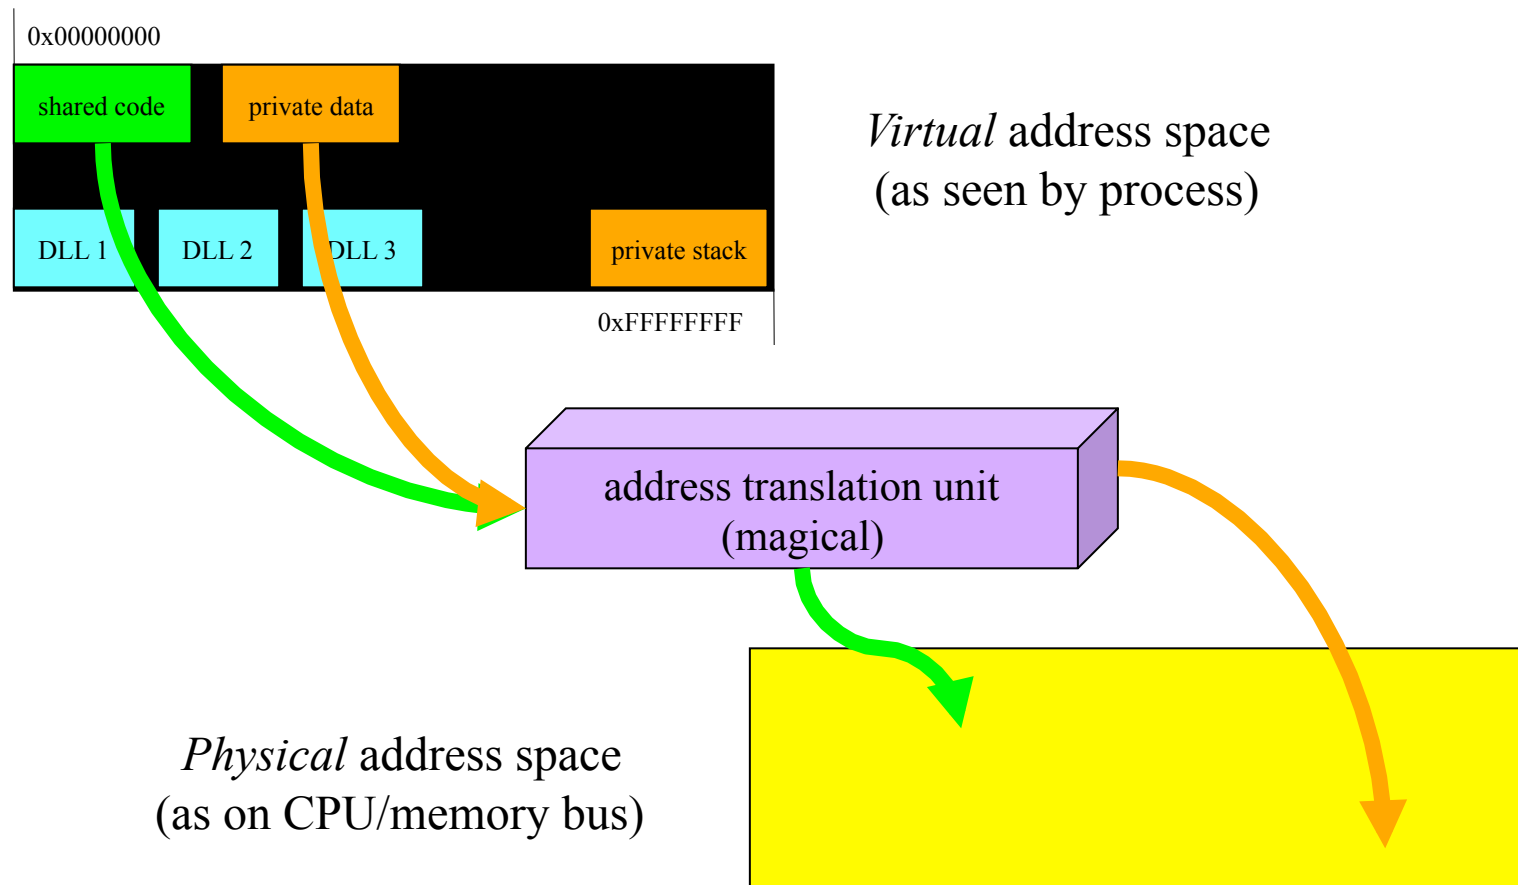 0x00000000
shared code
private data
DLL 1
DLL 2
DLL 3
private stack
0xFFFFFFFF
Virtual address space
(as seen by process)
address translation unit
(magical)
Physical address space
(as on CPU/memory bus)